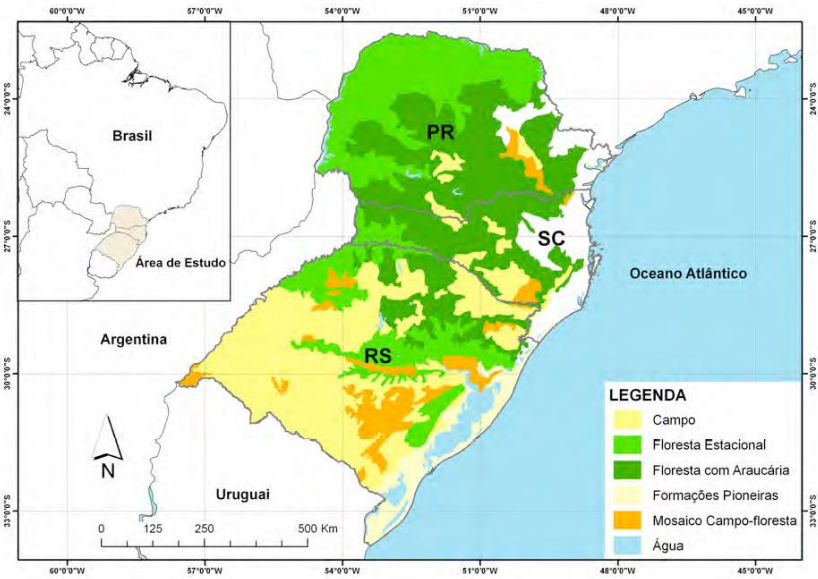 60°0'0"W 57°0'0"W 54°0'0"W 51°0'0"W 48°0'0"W 45°0'0"W
24°0'0"S 24°0'0"S
27°0'0"S 27°0'0"S
30°0'0"S 30°0'0"S
33°0'0"S 33°0'0"S
Brasil
Área de Estudo
PR
SC
RS
Oceano Atlântico
Argentina
Uruguai
N
0 125 250 500 Km
LEGENDA
Campo
Floresta Estacional
Floresta com Araucária
Formações Pioneiras
Mosaico Campo-floresta
Água
60°0'0"W 57°0'0"W 54°0'0"W 51°0'0"W 48°0'0"W 45°0'0"W